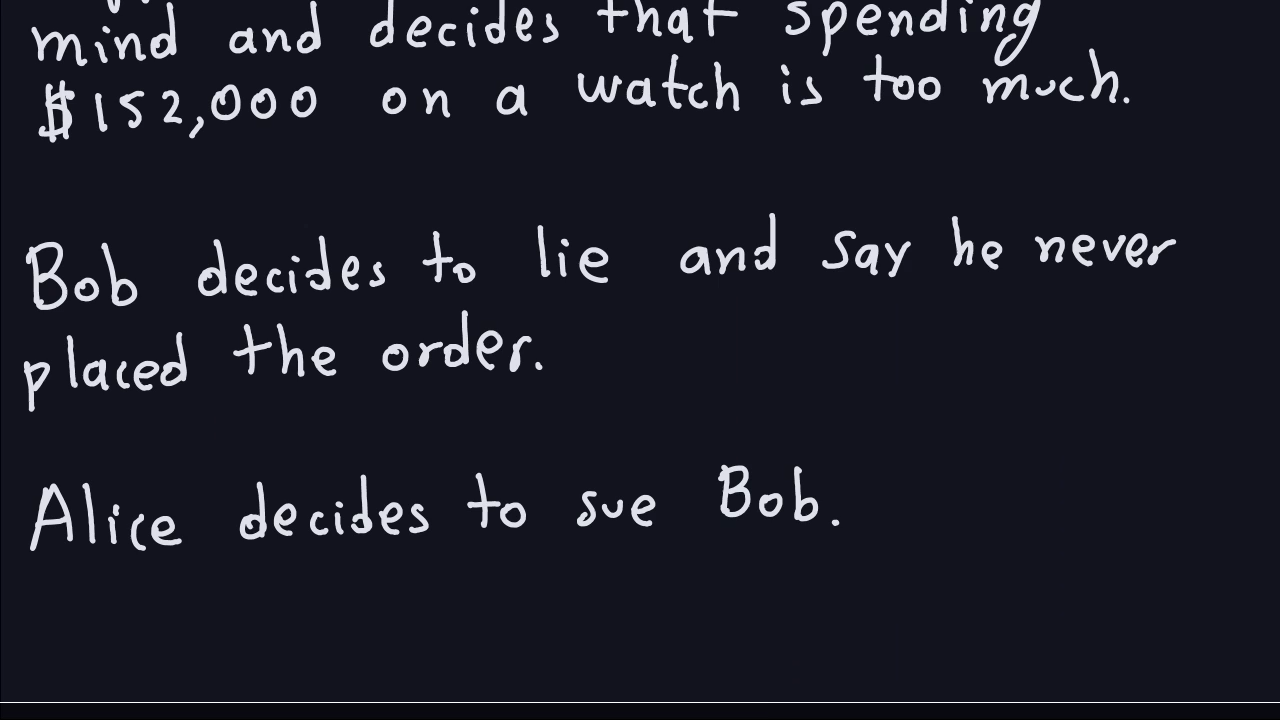 mind and decides that spending
$152,000 on a watch is too much.
Bob decides to lie and say he never
placed the order.
Alice decides to sue Bob.